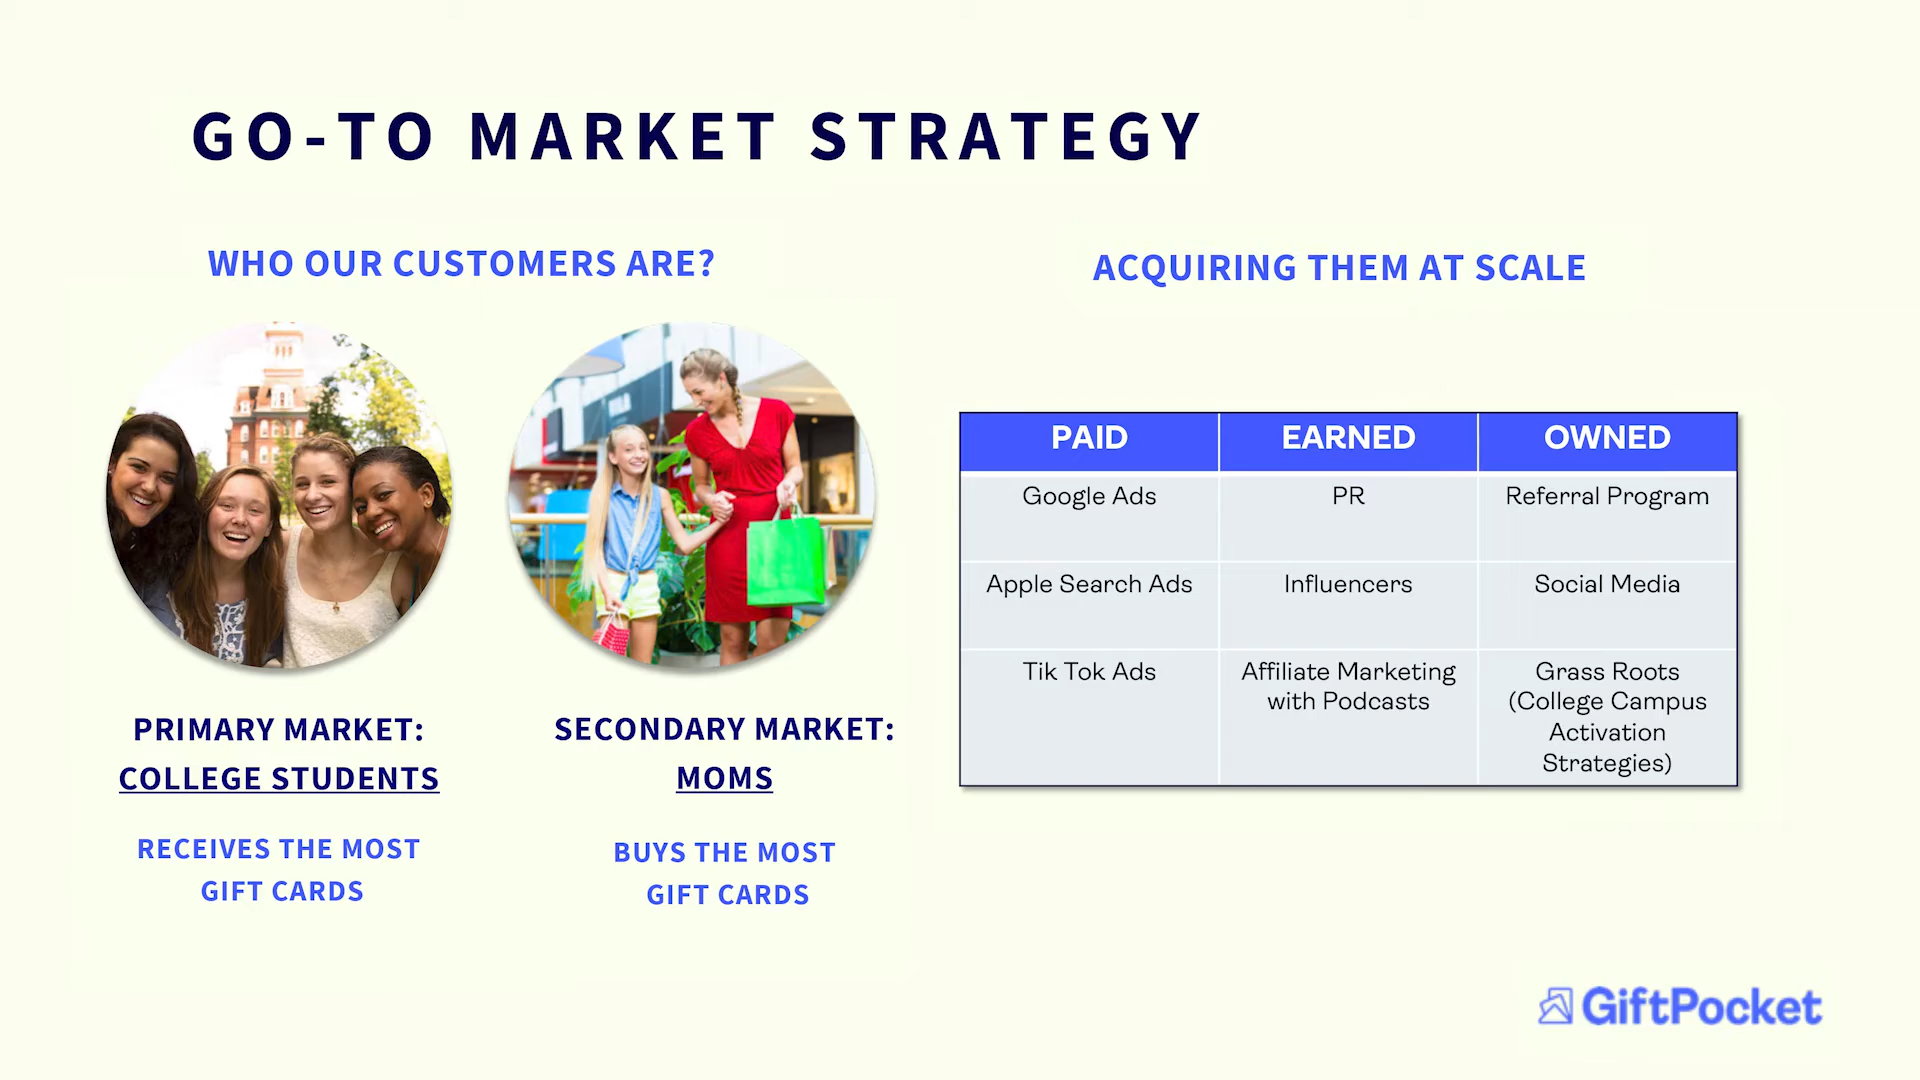 GO-TO MARKET STRATEGY
WHO OUR CUSTOMERS ARE?
PRIMARY MARKET:
COLLEGE STUDENTS
RECEIVES THE MOST
GIFT CARDS
SECONDARY MARKET:
MOMS
BUYS THE MOST
GIFT CARDS
ACQUIRING THEM AT SCALE
PAID EARNED OWNED
Google Ads PR Referral Program
Apple Search Ads Influencers Social Media
Tik Tok Ads Affiliate Marketing Grass Roots
with Podcasts (College Campus
Activation
Strategies)
GiftPocket